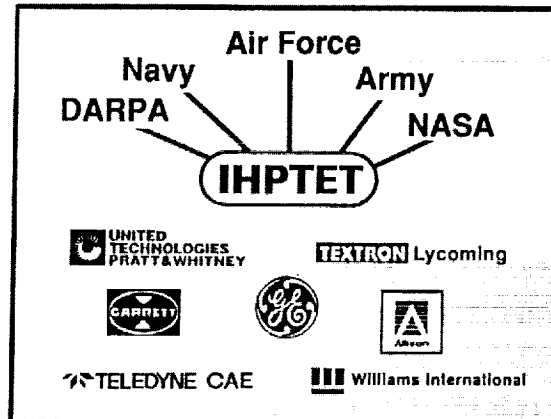 Air Force
Navy
Army
DARPA
NASA
IHPTET
UNITED
TECHNOLOGIES
PRATT&WHITNEY
TEXTRON Lycoming
GARRETT
GE
Allison
TELEDYNE CAE
Williams International